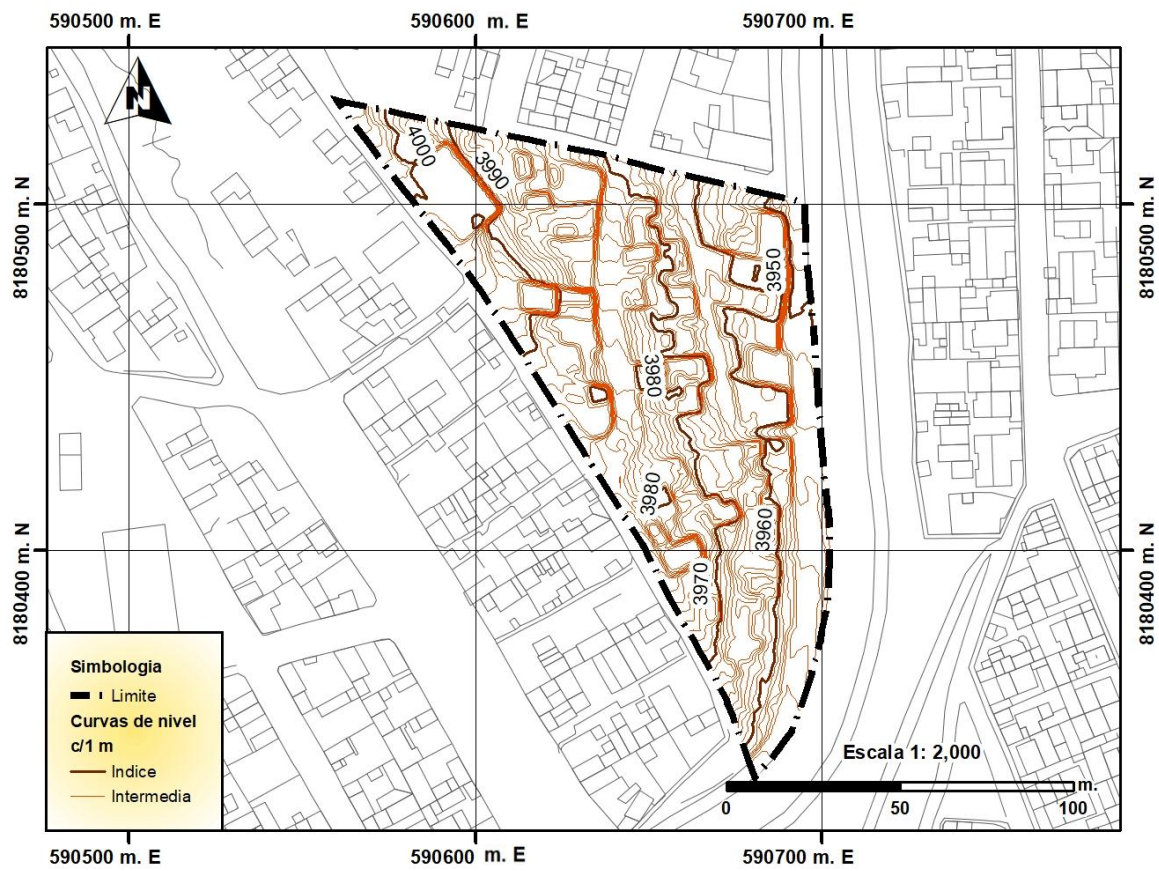 590500 m. E
590600 m. E
590700 m. E
N
4000
3990
8180500 m. N
8180500 m. N
3950
3980
3980
3960
3970
8180400 m. N
8180400 m. N
Simbologia
Limite
Curvas de nivel
c/1 m
Indice
Intermedia
Escala 1: 2,000
m.
0 50 100
590500 m. E
590600 m. E
590700 m. E